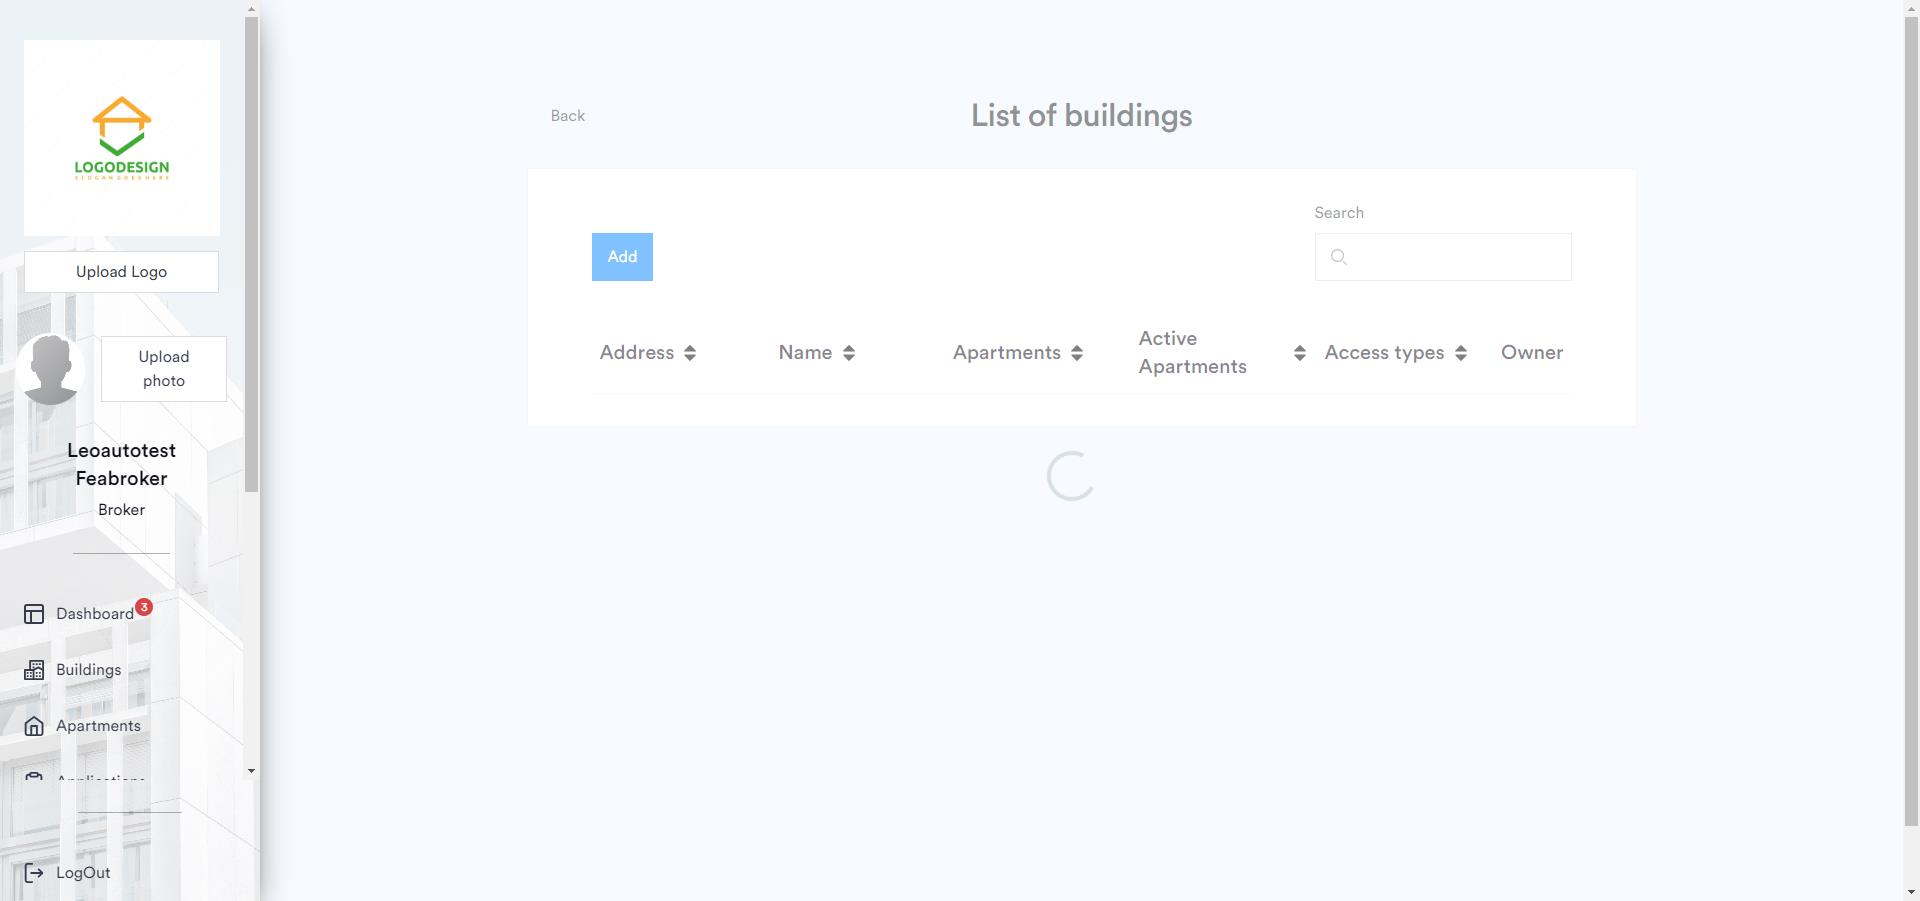 LOGODESIGN
SLOGANGOESHERE
Upload Logo
Upload
photo
Leoautotest
Feabroker
Broker
Dashboard 3
Buildings
Apartments
Applications
LogOut
Back
List of buildings
Search
Add
Address
Name
Apartments
Active
Apartments
Access types
Owner